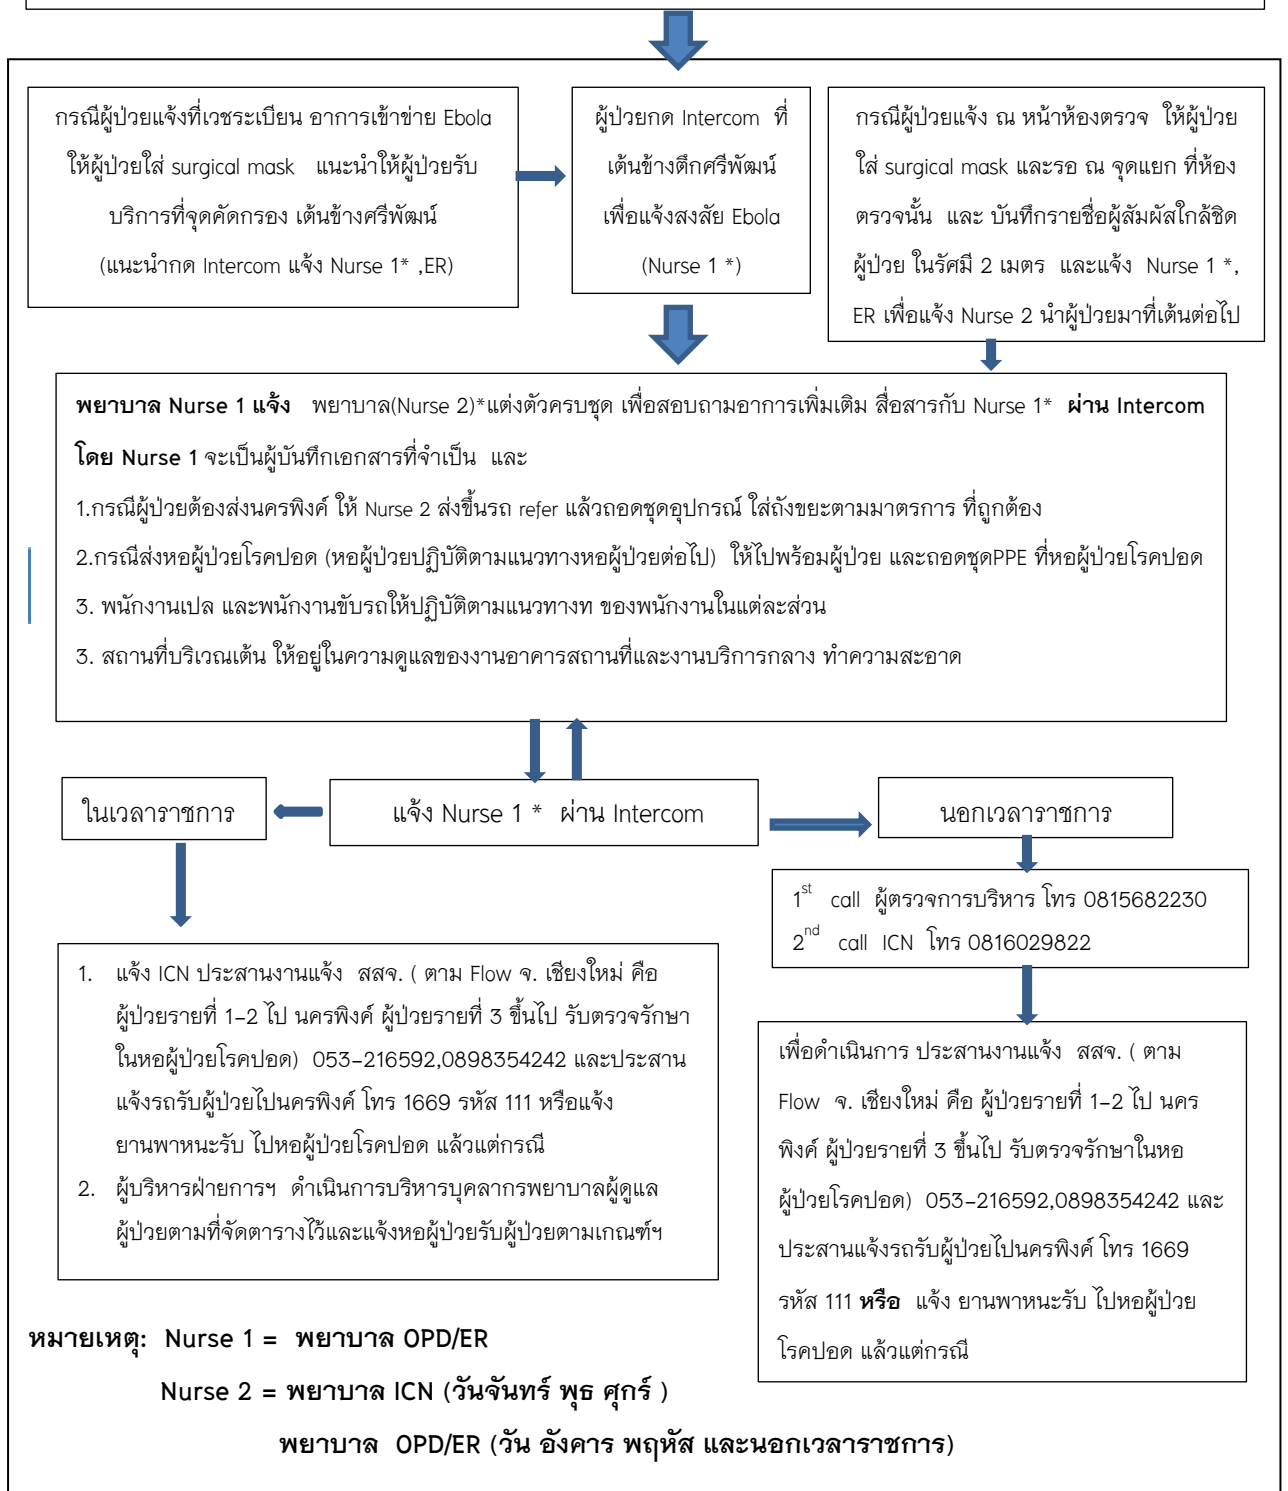 กรณีผู้ป่วยแจ้งที่เวชระเบียน อาการเข้าข่าย Ebola
ให้ผู้ป่วยใส่ surgical mask แนะนำให้ผู้ป่วยรับ
บริการที่จุดคัดกรอง เต้นข้างศรีพัฒน์
(แนะนำกด Intercom แจ้ง Nurse 1* ,ER)
ผู้ป่วยกด Intercom ที่
เต้นข้างตึกศรีพัฒน์
เพื่อแจ้งสงสัย Ebola
(Nurse 1 *)
กรณีผู้ป่วยแจ้ง ณ หน้าห้องตรวจ ให้ผู้ป่วย
ใส่ surgical mask และรอ ณ จุดแยก ที่ห้อง
ตรวจนั้น และ บันทึกรายชื่อผู้สัมผัสใกล้ชิด
ผู้ป่วย ในรัศมี 2 เมตร และแจ้ง Nurse 1 *,
ER เพื่อแจ้ง Nurse 2 นำผู้ป่วยมาที่เต้นต่อไป
พยาบาล Nurse 1 แจ้ง พยาบาล(Nurse 2)*แต่งตัวครบชุด เพื่อสอบถามอาการเพิ่มเติม สื่อสารกับ Nurse 1* ผ่าน Intercom
โดย Nurse 1 จะเป็นผู้บันทึกเอกสารที่จำเป็น และ
1.กรณีผู้ป่วยต้องส่งนครพิงค์ ให้ Nurse 2 ส่งขึ้นรถ refer แล้วถอดชุดอุปกรณ์ ใส่ถังขยะตามมาตรการ ที่ถูกต้อง
2.กรณีส่งหอผู้ป่วยโรคปอด (หอผู้ป่วยปฏิบัติตามแนวทางหอผู้ป่วยต่อไป) ให้ไปพร้อมผู้ป่วย และถอดชุดPPE ที่หอผู้ป่วยโรคปอด
3. พนักงานเปล และพนักงานขับรถให้ปฏิบัติตามแนวทางท ของพนักงานในแต่ละส่วน
3. สถานที่บริเวณเต้น ให้อยู่ในความดูแลของงานอาคารสถานที่และงานบริการกลาง ทำความสะอาด
ในเวลาราชการ
แจ้ง Nurse 1 * ผ่าน Intercom
นอกเวลาราชการ
1st call ผู้ตรวจการบริหาร โทร 0815682230
2nd call ICN โทร 0816029822
1. แจ้ง ICN ประสานงานแจ้ง สสจ. ( ตาม Flow จ. เชียงใหม่ คือ
ผู้ป่วยรายที่ 1-2 ไป นครพิงค์ ผู้ป่วยรายที่ 3 ขึ้นไป รับตรวจรักษา
ในหอผู้ป่วยโรคปอด) 053-216592,0898354242 และประสาน
แจ้งรถรับผู้ป่วยไปนครพิงค์ โทร 1669 รหัส 111 หรือแจ้ง
ยานพาหนะรับ ไปหอผู้ป่วยโรคปอด แล้วแต่กรณี
2. ผู้บริหารฝ่ายการฯ ดำเนินการบริหารบุคลากรพยาบาลผู้ดูแล
ผู้ป่วยตามที่จัดตารางไว้และแจ้งหอผู้ป่วยรับผู้ป่วยตามเกณฑ์ฯ
เพื่อดำเนินการ ประสานงานแจ้ง สสจ. ( ตาม
Flow จ. เชียงใหม่ คือ ผู้ป่วยรายที่ 1-2 ไป นคร
พิงค์ ผู้ป่วยรายที่ 3 ขึ้นไป รับตรวจรักษาในหอ
ผู้ป่วยโรคปอด) 053-216592,0898354242 และ
ประสานแจ้งรถรับผู้ป่วยไปนครพิงค์ โทร 1669
รหัส 111 หรือ แจ้ง ยานพาหนะรับ ไปหอผู้ป่วย
โรคปอด แล้วแต่กรณี
หมายเหตุ: Nurse 1 = พยาบาล OPD/ER
Nurse 2 = พยาบาล ICN (วันจันทร์ พุธ ศุกร์ )
พยาบาล OPD/ER (วัน อังคาร พฤหัส และนอกเวลาราชการ)